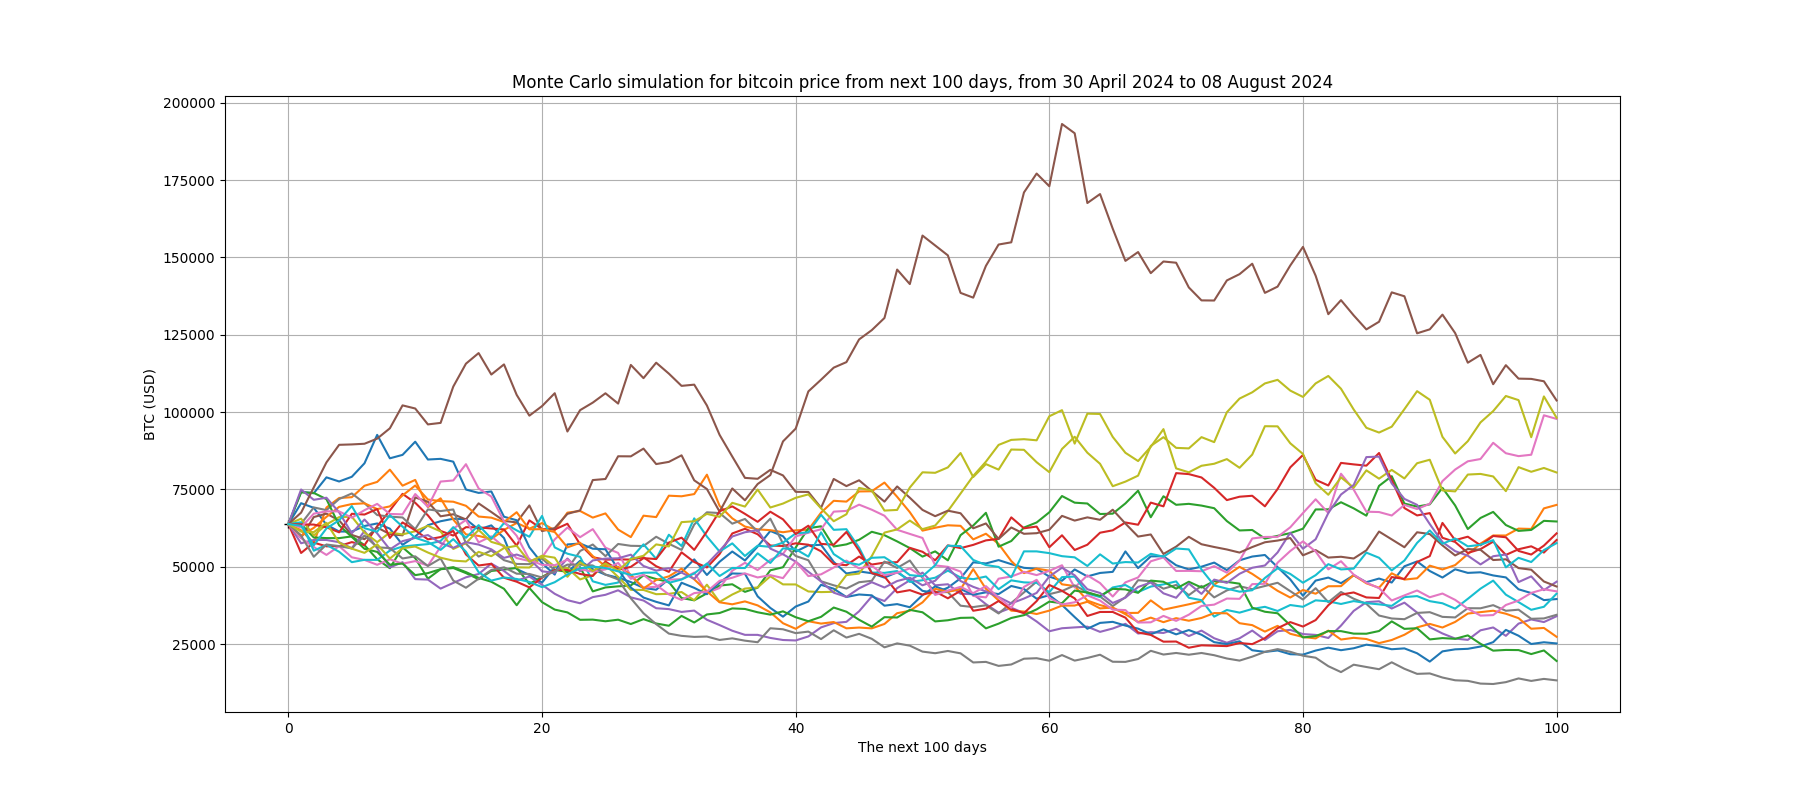 Monte Carlo simulation for bitcoin price from next 100 days, from 30 April 2024 to 08 August 2024
BTC (USD)
200000
175000
150000
125000
100000
75000
50000
25000
0 20 40 60 80 100
The next 100 days